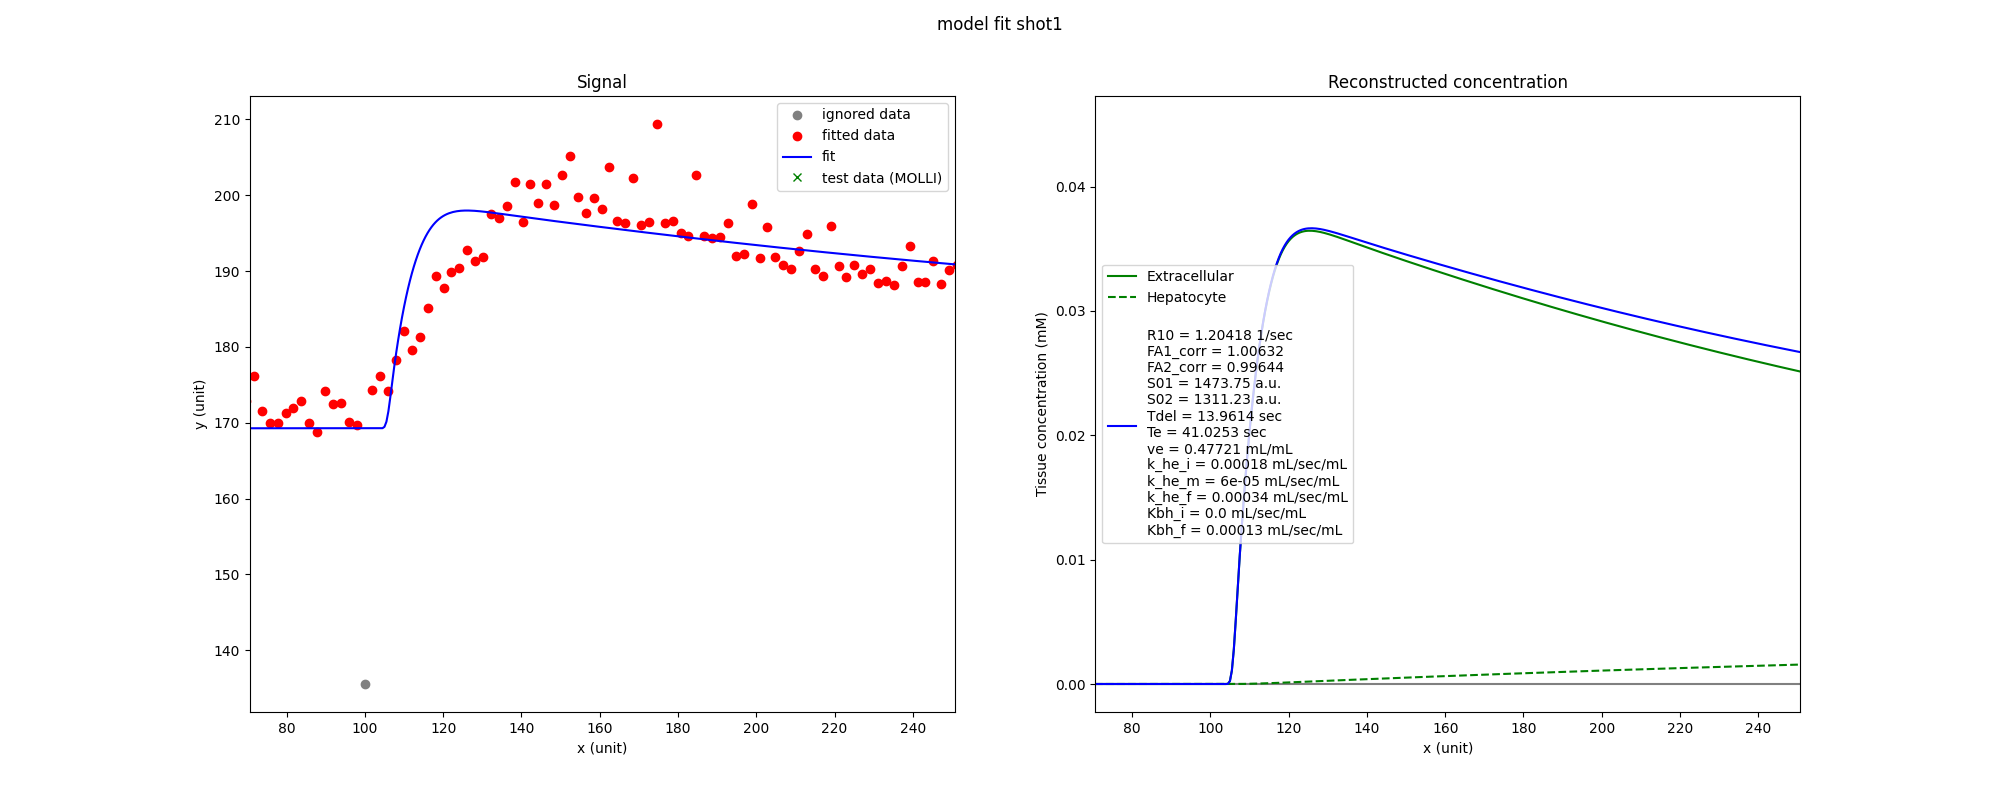 model fit shot1
Signal
210
200
190
180
170
160
150
140
y (unit)
80 100 120 140 160 180 200 220 240
x (unit)
ignored data
fitted data
fit
test data (MOLLI)
Reconstructed concentration
0.04
0.03
0.02
0.01
0.00
Tissue concentration (mM)
80 100 120 140 160 180 200 220 240
x (unit)
Extracellular
Hepatocyte
R10 = 1.20418 1/sec
FA1_corr = 1.00632
FA2_corr = 0.99644
S01 = 1473.75 a.u.
S02 = 1311.23 a.u.
Tdel = 13.9614 sec
Te = 41.0253 sec
ve = 0.47721 mL/mL
k_he_i = 0.00018 mL/sec/mL
k_he_m = 6e-05 mL/sec/mL
k_he_f = 0.00034 mL/sec/mL
Kbh_i = 0.0 mL/sec/mL
Kbh_f = 0.00013 mL/sec/mL